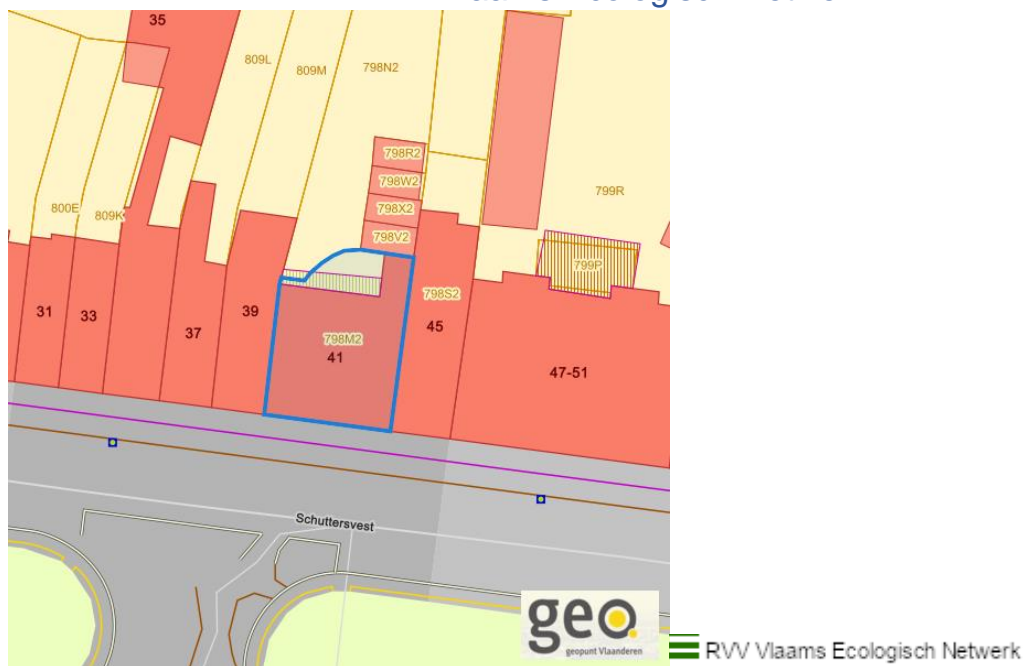 35
809L
809M
798N2
798R2
798W2
799R
798X2
800E
809K
798V2
799P
798S2
31
33
37
39
798M2
41
45
47-51
Schuttersvest
geo
geopunt Vlaanderen
RVV Vlaams Ecologisch Netwerk